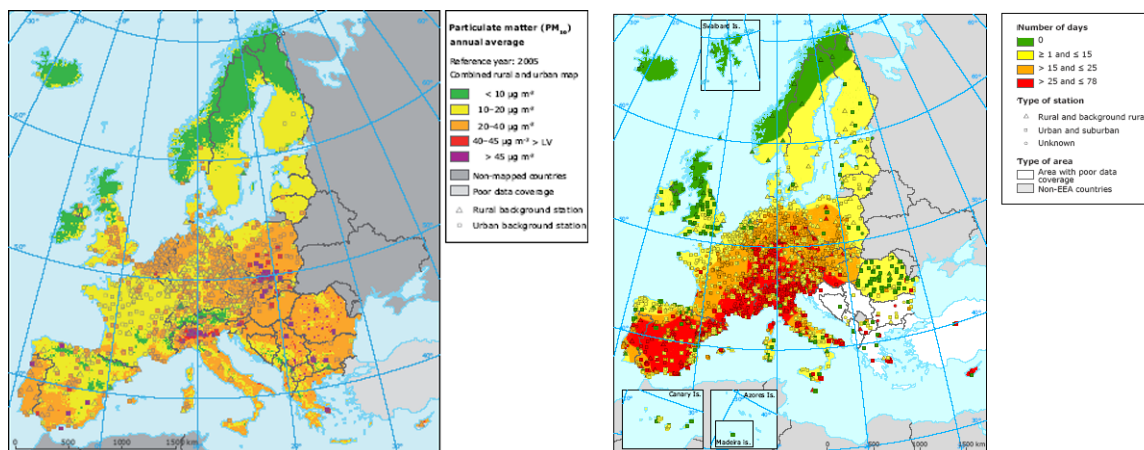 Particulate matter (PM₁₀)
annual average
Reference year: 2005
Combined rural and urban map
< 10 µg m⁻³
10–20 µg m⁻³
20–40 µg m⁻³
40–45 µg m⁻³ > LV
> 45 µg m⁻³
Non-mapped countries
Poor data coverage
Rural background station
Urban background station
0 500 1000 1500 km
Svabard Is.
Canary Is.
Azores Is.
Madeira Is.
0 500 1000 1500 km
Number of days
0
≥ 1 and ≤ 15
> 15 and ≤ 25
> 25 and ≤ 78
Type of station
Rural and background rural
Urban and suburban
Unknown
Type of area
Area with poor data
coverage
Non-EEA countries